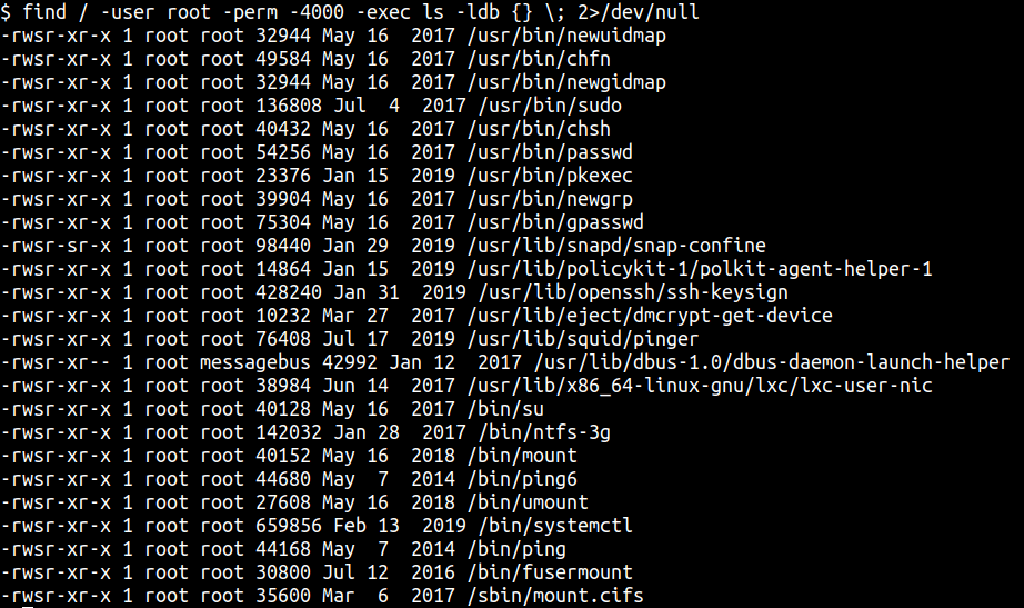 $ find / -user root -perm -4000 -exec ls -ldb {} \; 2>/dev/null
-rwsr-xr-x 1 root root 32944 May 16  2017 /usr/bin/newuidmap
-rwsr-xr-x 1 root root 49584 May 16  2017 /usr/bin/chfn
-rwsr-xr-x 1 root root 32944 May 16  2017 /usr/bin/newgidmap
-rwsr-xr-x 1 root root 136808 Jul  4  2017 /usr/bin/sudo
-rwsr-xr-x 1 root root 40432 May 16  2017 /usr/bin/chsh
-rwsr-xr-x 1 root root 54256 May 16  2017 /usr/bin/passwd
-rwsr-xr-x 1 root root 23376 Jan 15  2019 /usr/bin/pkexec
-rwsr-xr-x 1 root root 39904 May 16  2017 /usr/bin/newgrp
-rwsr-xr-x 1 root root 75304 May 16  2017 /usr/bin/gpasswd
-rwsr-sr-x 1 root root 98440 Jan 29  2019 /usr/lib/snapd/snap-confine
-rwsr-xr-x 1 root root 14864 Jan 15  2019 /usr/lib/policykit-1/polkit-agent-helper-1
-rwsr-xr-x 1 root root 428240 Jan 31  2019 /usr/lib/openssh/ssh-keysign
-rwsr-xr-x 1 root root 10232 Mar 27  2017 /usr/lib/eject/dmcrypt-get-device
-rwsr-xr-x 1 root root 76408 Jul 17  2019 /usr/lib/squid/pinger
-rwsr-xr-- 1 root messagebus 42992 Jan 12  2017 /usr/lib/dbus-1.0/dbus-daemon-launch-helper
-rwsr-xr-x 1 root root 38984 Jun 14  2017 /usr/lib/x86_64-linux-gnu/lxc/lxc-user-nic
-rwsr-xr-x 1 root root 40128 May 16  2017 /bin/su
-rwsr-xr-x 1 root root 142032 Jan 28  2017 /bin/ntfs-3g
-rwsr-xr-x 1 root root 40152 May 16  2018 /bin/mount
-rwsr-xr-x 1 root root 44680 May  7  2014 /bin/ping6
-rwsr-xr-x 1 root root 27608 May 16  2018 /bin/umount
-rwsr-xr-x 1 root root 659856 Feb 13  2019 /bin/systemctl
-rwsr-xr-x 1 root root 44168 May  7  2014 /bin/ping
-rwsr-xr-x 1 root root 30800 Jul 12  2016 /bin/fusermount
-rwsr-xr-x 1 root root 35600 Mar  6  2017 /sbin/mount.cifs